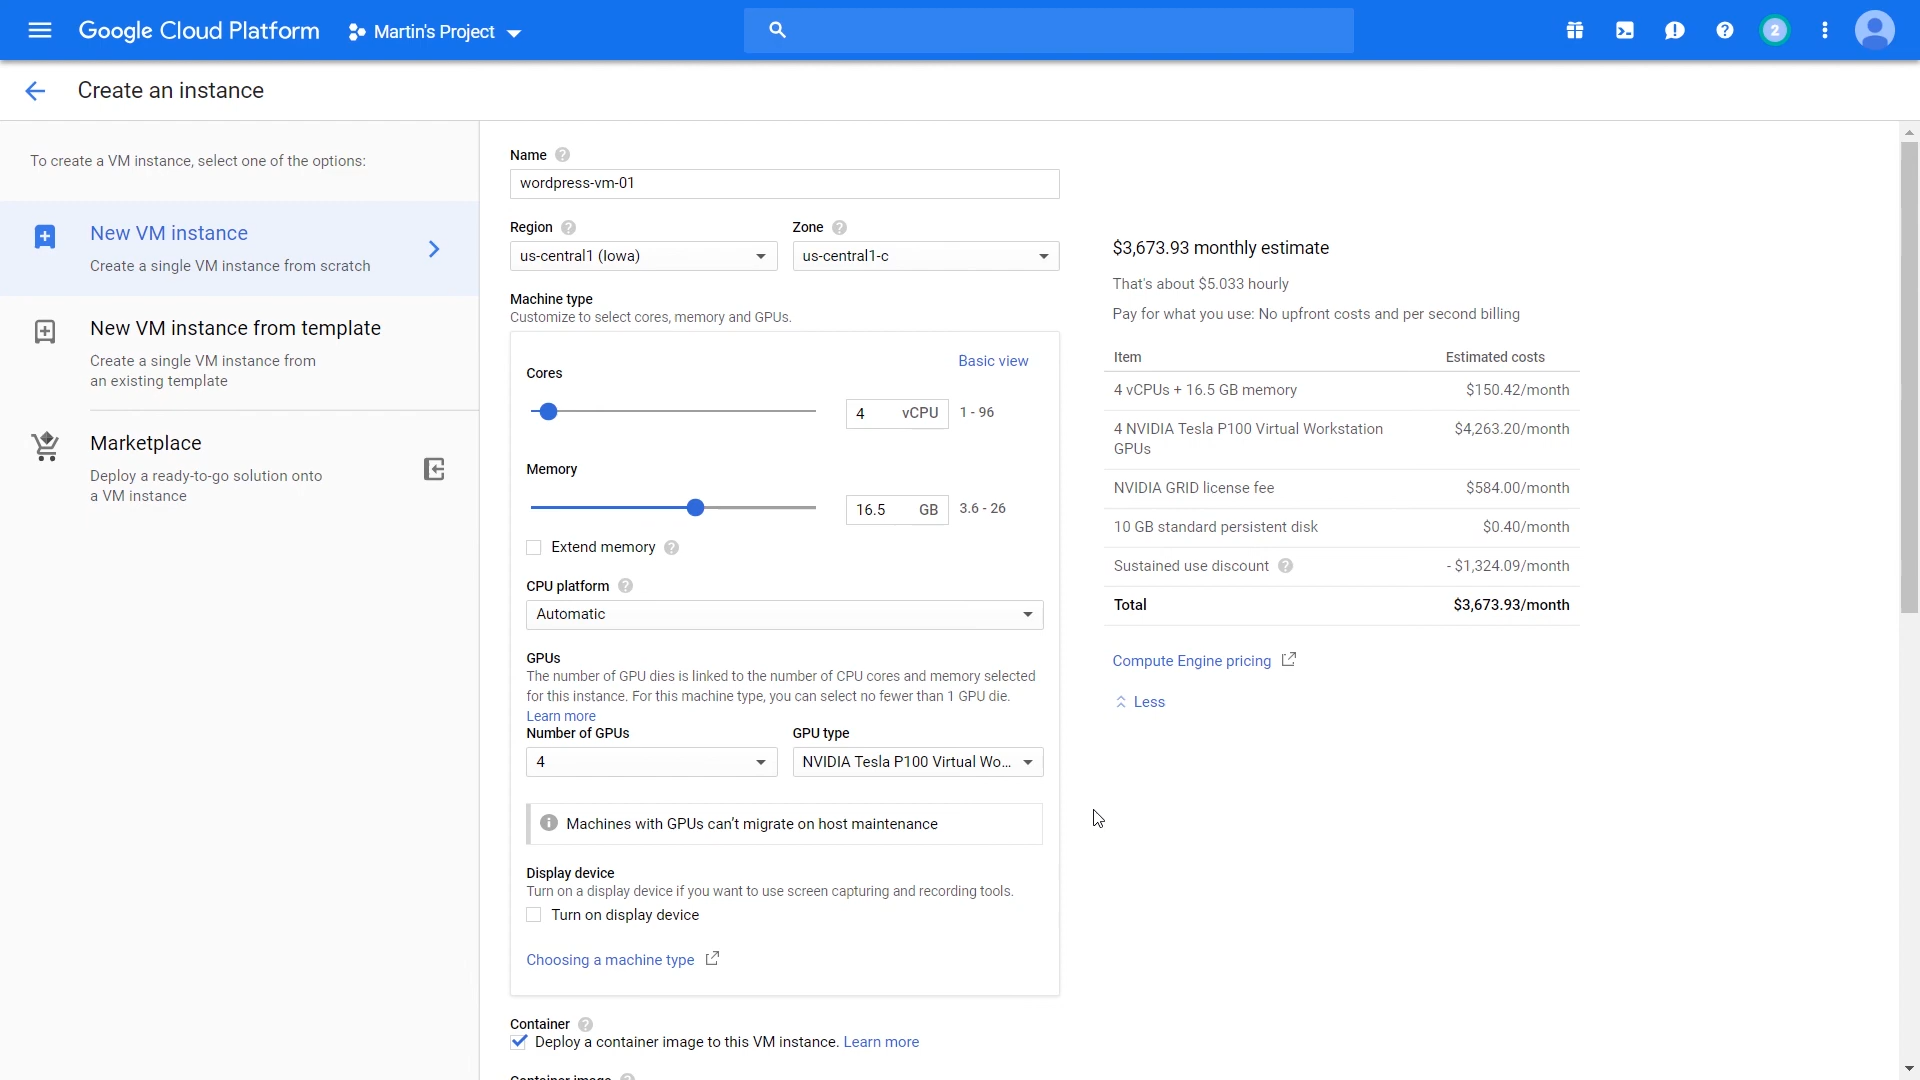 Google Cloud Platform
Martin's Project
2
Create an instance
To create a VM instance, select one of the options:
New VM instance
Create a single VM instance from scratch
New VM instance from template
Create a single VM instance from
an existing template
Marketplace
Deploy a ready-to-go solution onto
a VM instance
Name
wordpress-vm-01
Region
Zone
us-central1 (Iowa)
us-central1-c
Machine type
Customize to select cores, memory and GPUs.
Basic view
Cores
4 vCPU 1 - 96
Memory
16.5 GB 3.6 - 26
Extend memory
CPU platform
Automatic
GPUs
The number of GPU dies is linked to the number of CPU cores and memory selected
for this instance. For this machine type, you can select no fewer than 1 GPU die.
Learn more
Number of GPUs
GPU type
4
NVIDIA Tesla P100 Virtual Wo...
Machines with GPUs can't migrate on host maintenance
Display device
Turn on a display device if you want to use screen capturing and recording tools.
Turn on display device
Choosing a machine type
Container
Deploy a container image to this VM instance. Learn more
Container image
$3,673.93 monthly estimate
That's about $5.033 hourly
Pay for what you use: No upfront costs and per second billing
Item Estimated costs
4 vCPUs + 16.5 GB memory $150.42/month
4 NVIDIA Tesla P100 Virtual Workstation $4,263.20/month
GPUs
NVIDIA GRID license fee $584.00/month
10 GB standard persistent disk $0.40/month
Sustained use discount - $1,324.09/month
Total $3,673.93/month
Compute Engine pricing
Less